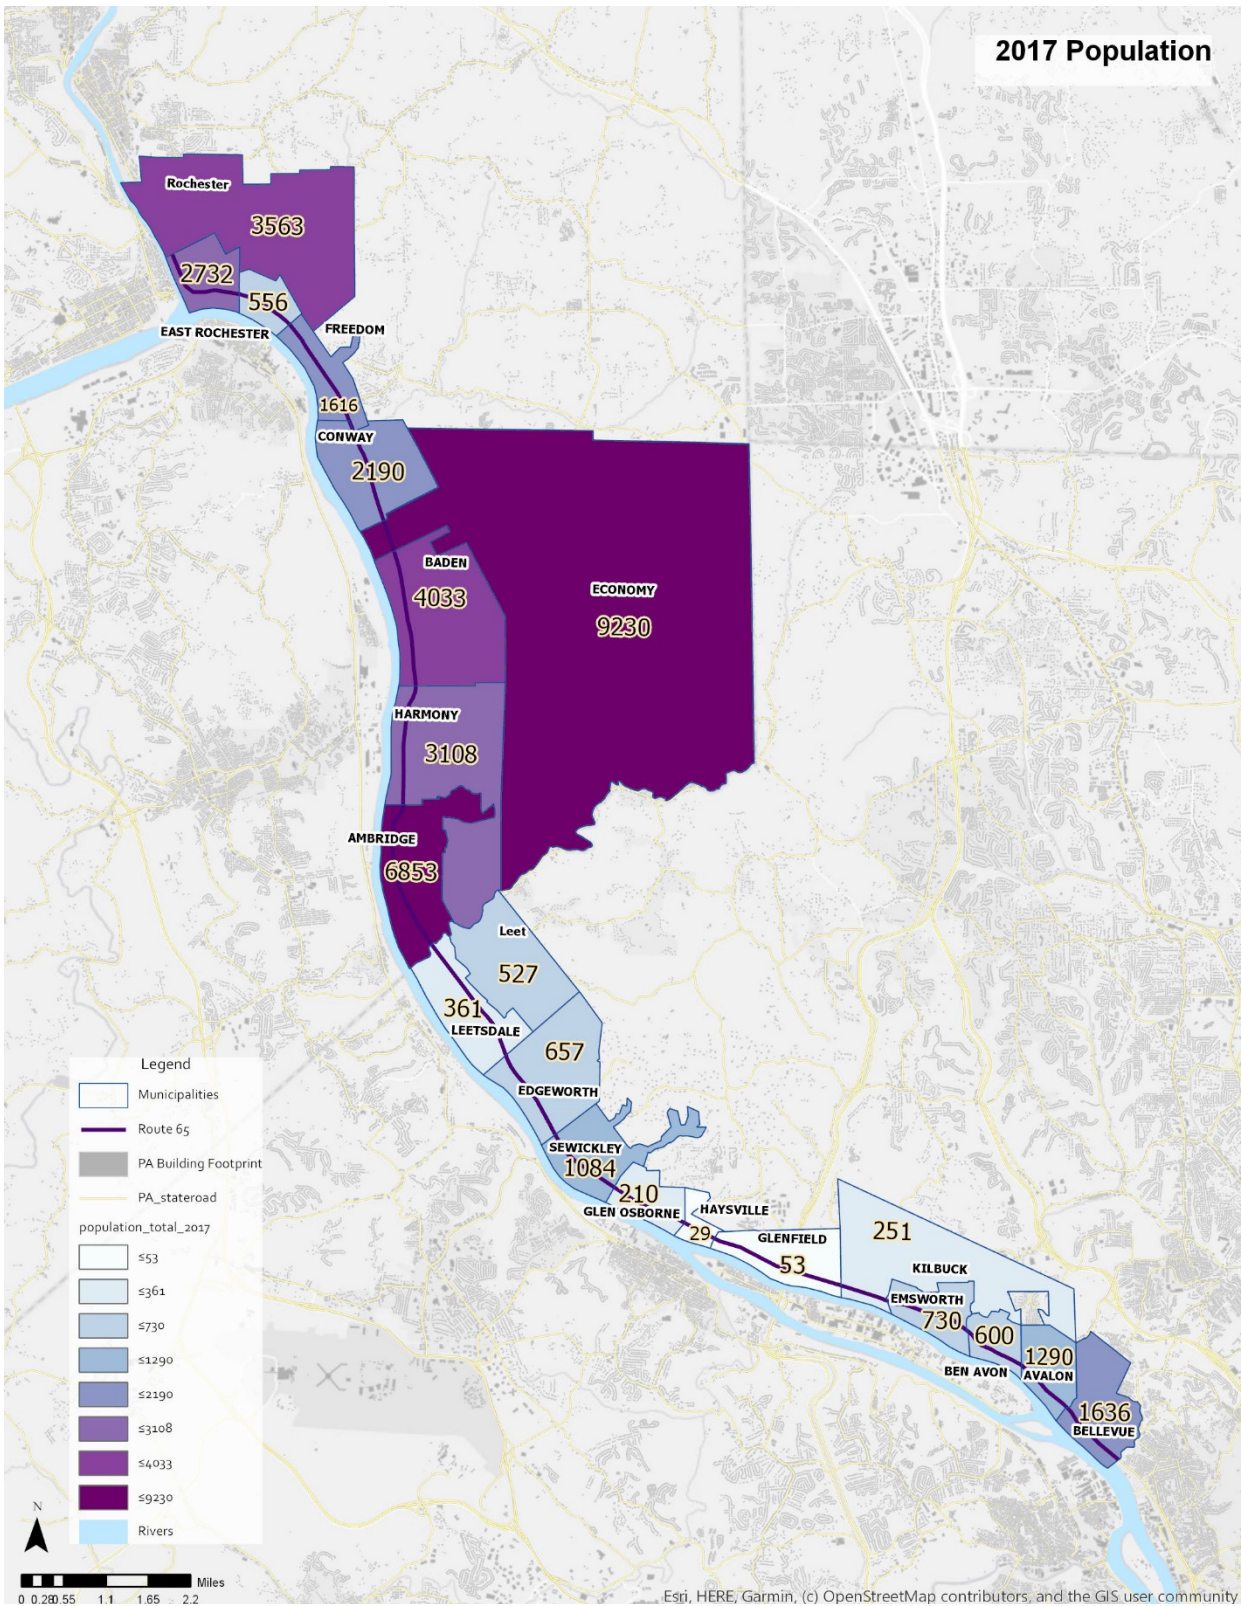 2017 Population
Rochester
3563
2732
556
EAST ROCHESTER
FREEDOM
1616
CONWAY
2190
BADEN
4033
ECONOMY
9230
HARMONY
3108
AMBRIDGE
6853
Leet
527
361
LEETSDALE
657
EDGEWORTH
SEWICKLEY
1084
210
GLEN OSBORNE
HAYSVILLE
29
GLENFIELD
53
251
KILBUCK
EMSWORTH
730
600
BEN AVON
1290
AVALON
1636
BELLEVUE
Legend
Municipalities
Route 65
PA Building Footprint
PA_stateroad
population_total_2017
≤53
≤361
≤730
≤1290
≤2190
≤3108
≤4033
≤9230
Rivers
N
Miles
0 0.280.55 1.1 1.65 2.2
Esri, HERE, Garmin, (c) OpenStreetMap contributors, and the GIS user community